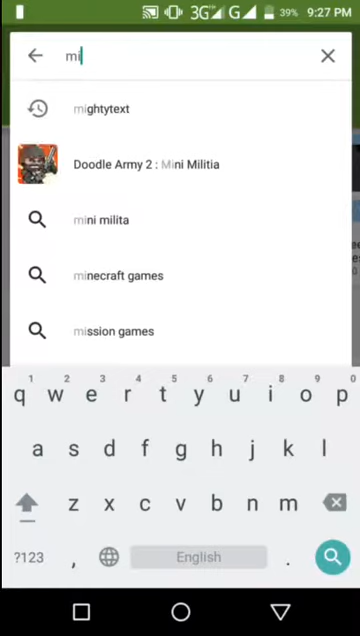 3G G 39% 9:27 PM
mi
mightytext
Doodle Army 2 : Mini Militia
mini milita
minecraft games
mission games
1 2 3 4 5 6 7 8 9 0
q w e r t y u i o p
a s d f g h j k l
z x c v b n m
?123 , English .